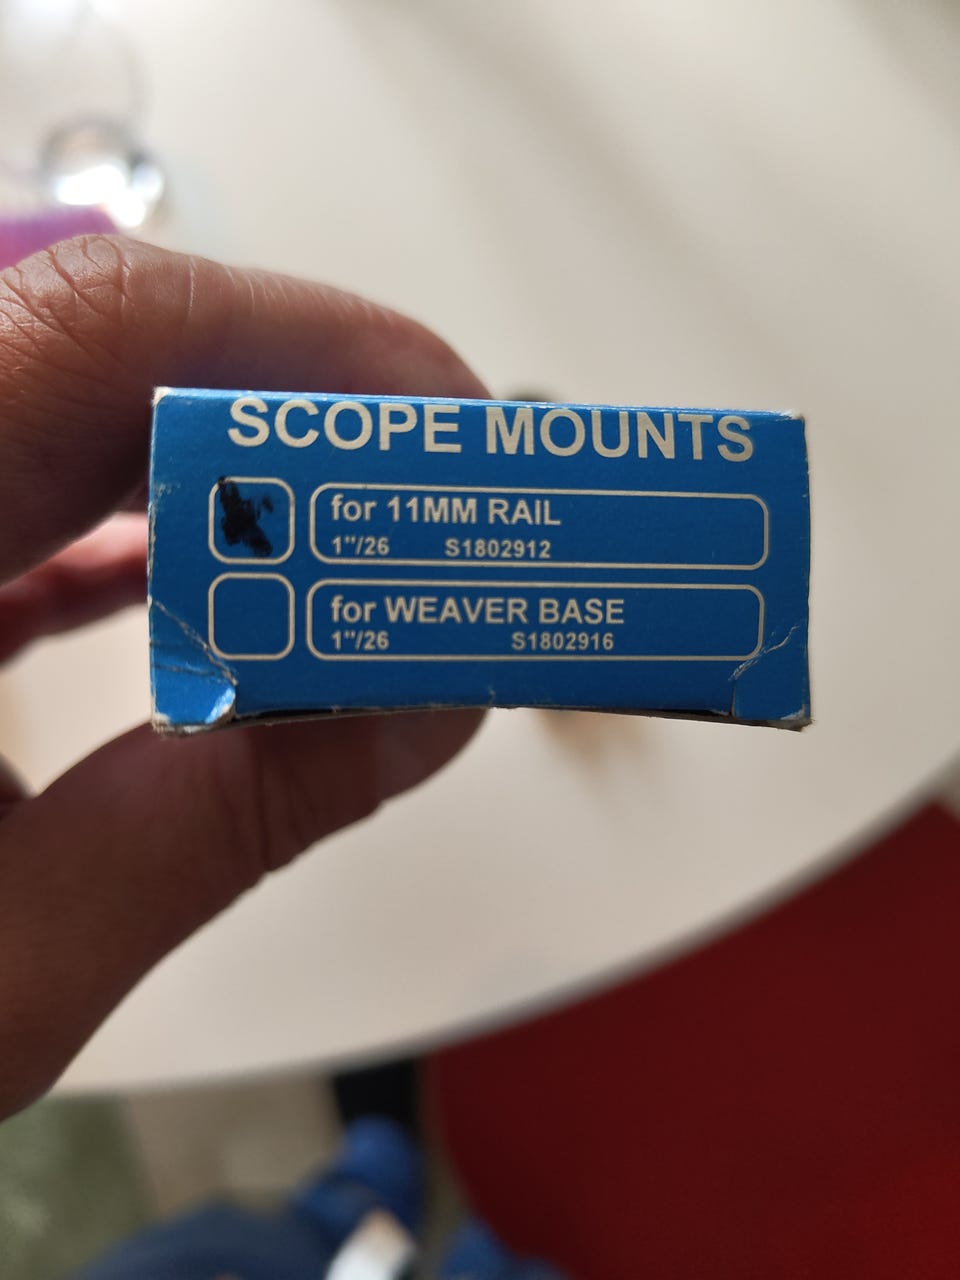 SCOPE MOUNTS
for 11MM RAIL
1"/26 S1802912
for WEAVER BASE
1"/26 S1802916